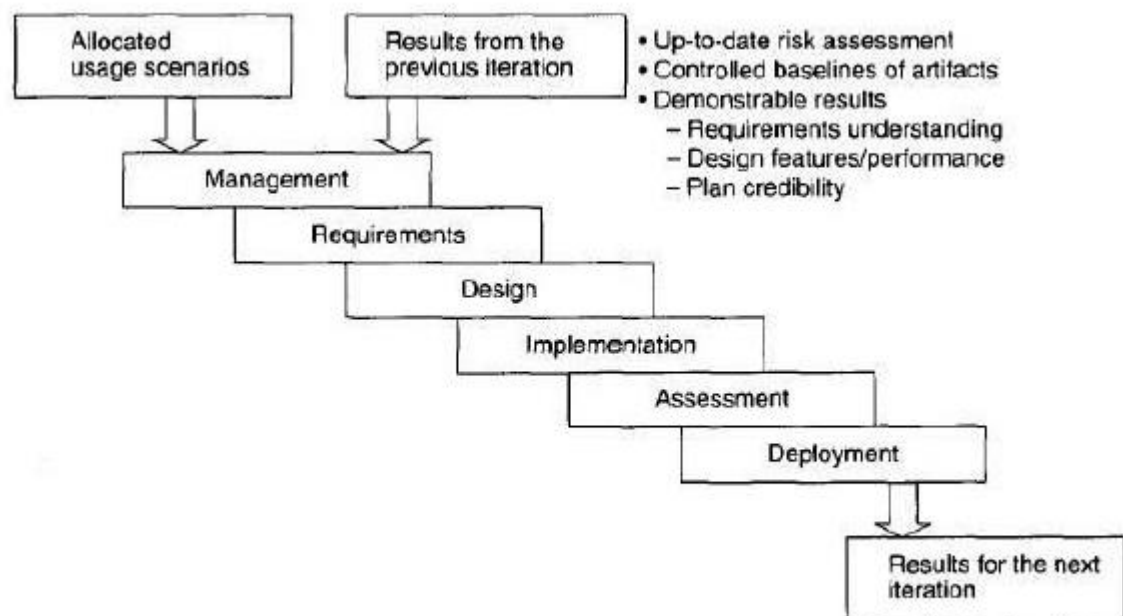 Allocated
usage scenarios
Results from the
previous iteration
• Up-to-date risk assessment
• Controlled baselines of artifacts
• Demonstrable results
– Requirements understanding
– Design features/performance
– Plan credibility
Management
Requirements
Design
Implementation
Assessment
Deployment
Results for the next
iteration